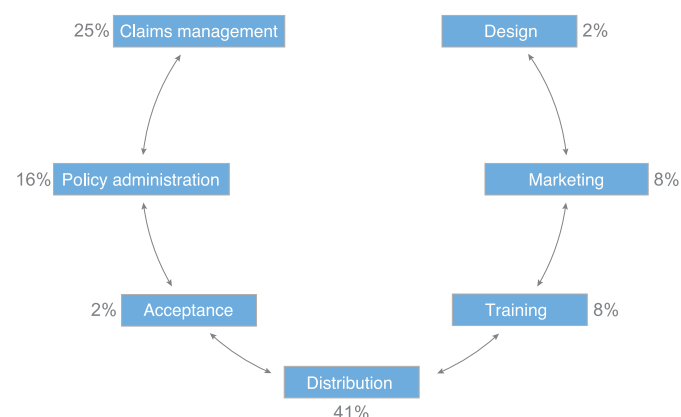 25% Claims management
Design 2%
16% Policy administration
Marketing 8%
2% Acceptance
Training 8%
Distribution
41%